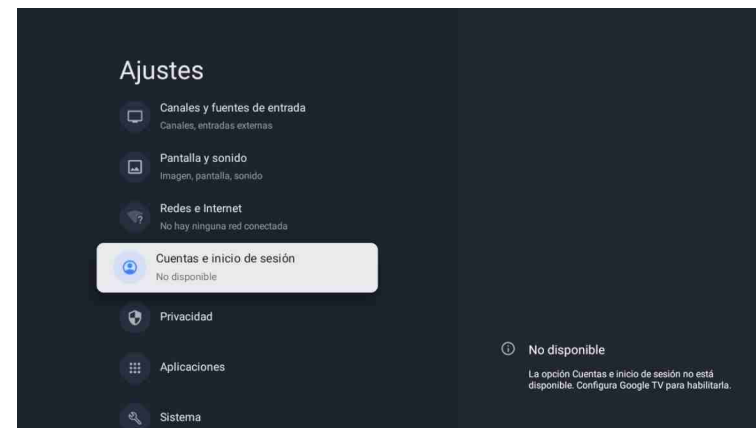 Ajustes
Canales y fuentes de entrada
Canales, entradas externas
Pantalla y sonido
Imagen, pantalla, sonido
Redes e Internet
No hay ninguna red conectada
Cuentas e inicio de sesión
No disponible
Privacidad
Aplicaciones
Sistema
No disponible
La opción Cuentas e inicio de sesión no está
disponible. Configura Google TV para habilitarla.